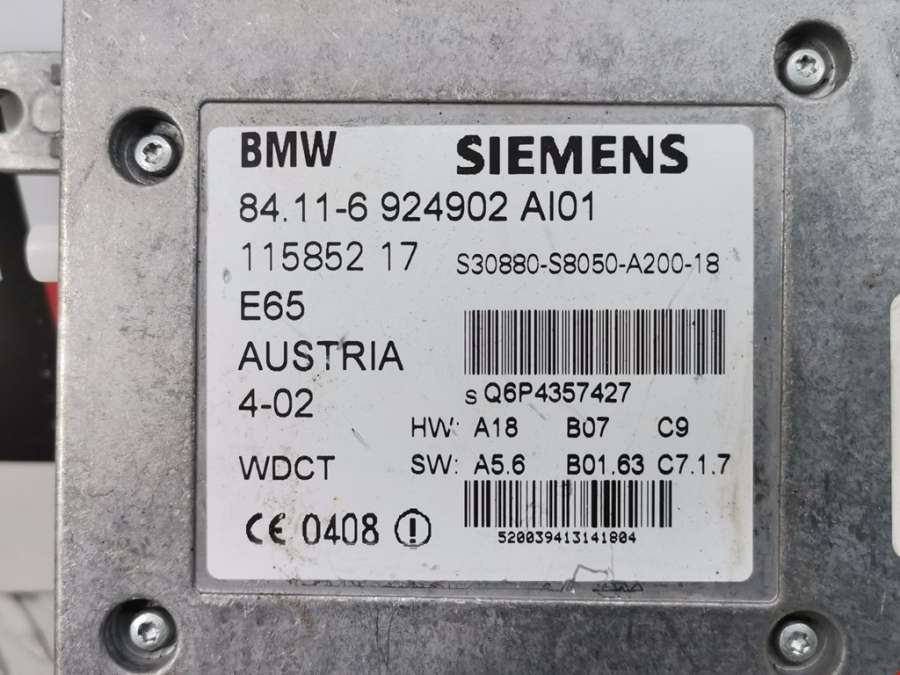 BMW SIEMENS
84.11-6 924902 AI01
115852 17 S30880-S8050-A200-18
E65
AUSTRIA
4-02
S Q6P4357427
HW: A18 B07 C9
WDCT SW: A5.6 B01.63 C7.1.7
CE 0408
520039413141804